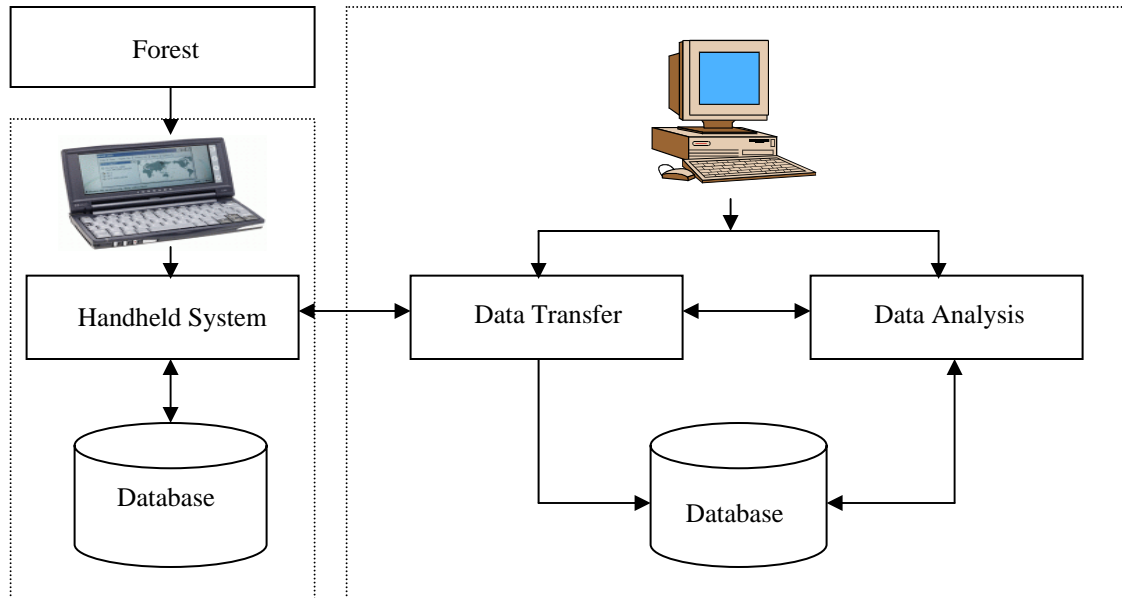 Forest
Handheld System
Data Transfer
Data Analysis
Database
Database